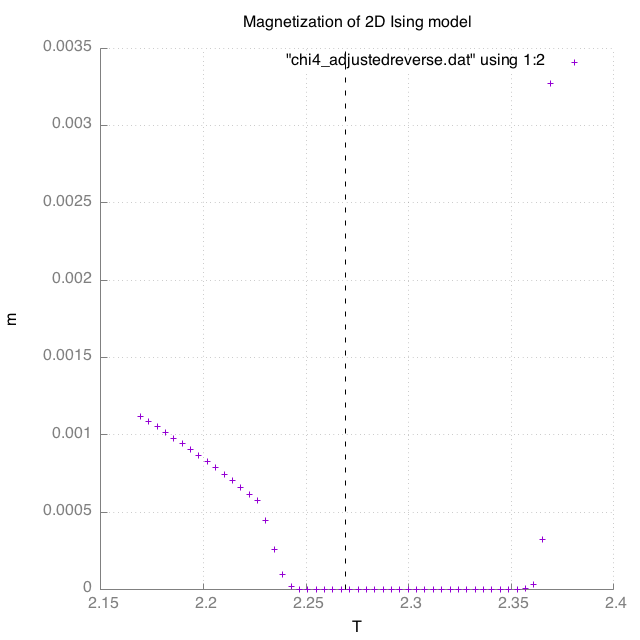 Magnetization of 2D Ising model
0.0035
"chi4_adjustedreverse.dat" using 1:2
0.003
0.0025
0.002
m
0.0015
0.001
0.0005
0
2.15 2.2 2.25 2.3 2.35 2.4
T